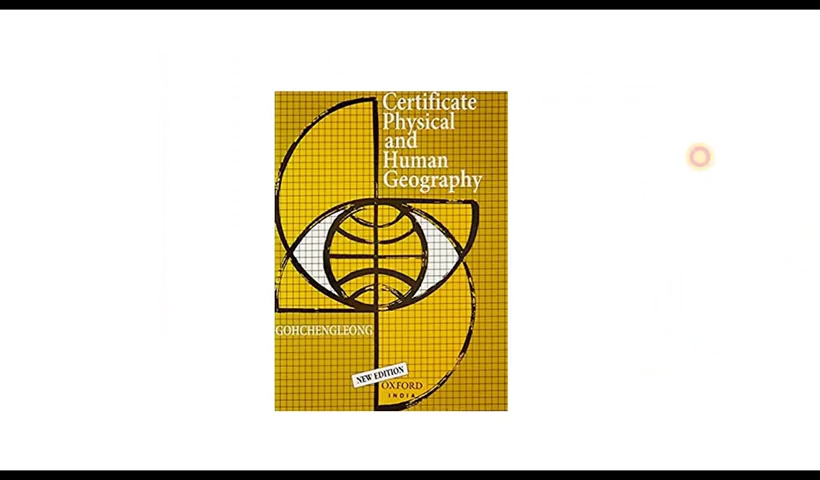 Certificate
Physical
and
Human
Geography
GOHCHENGLEONG
NEW EDITION
OXFORD
INDIA